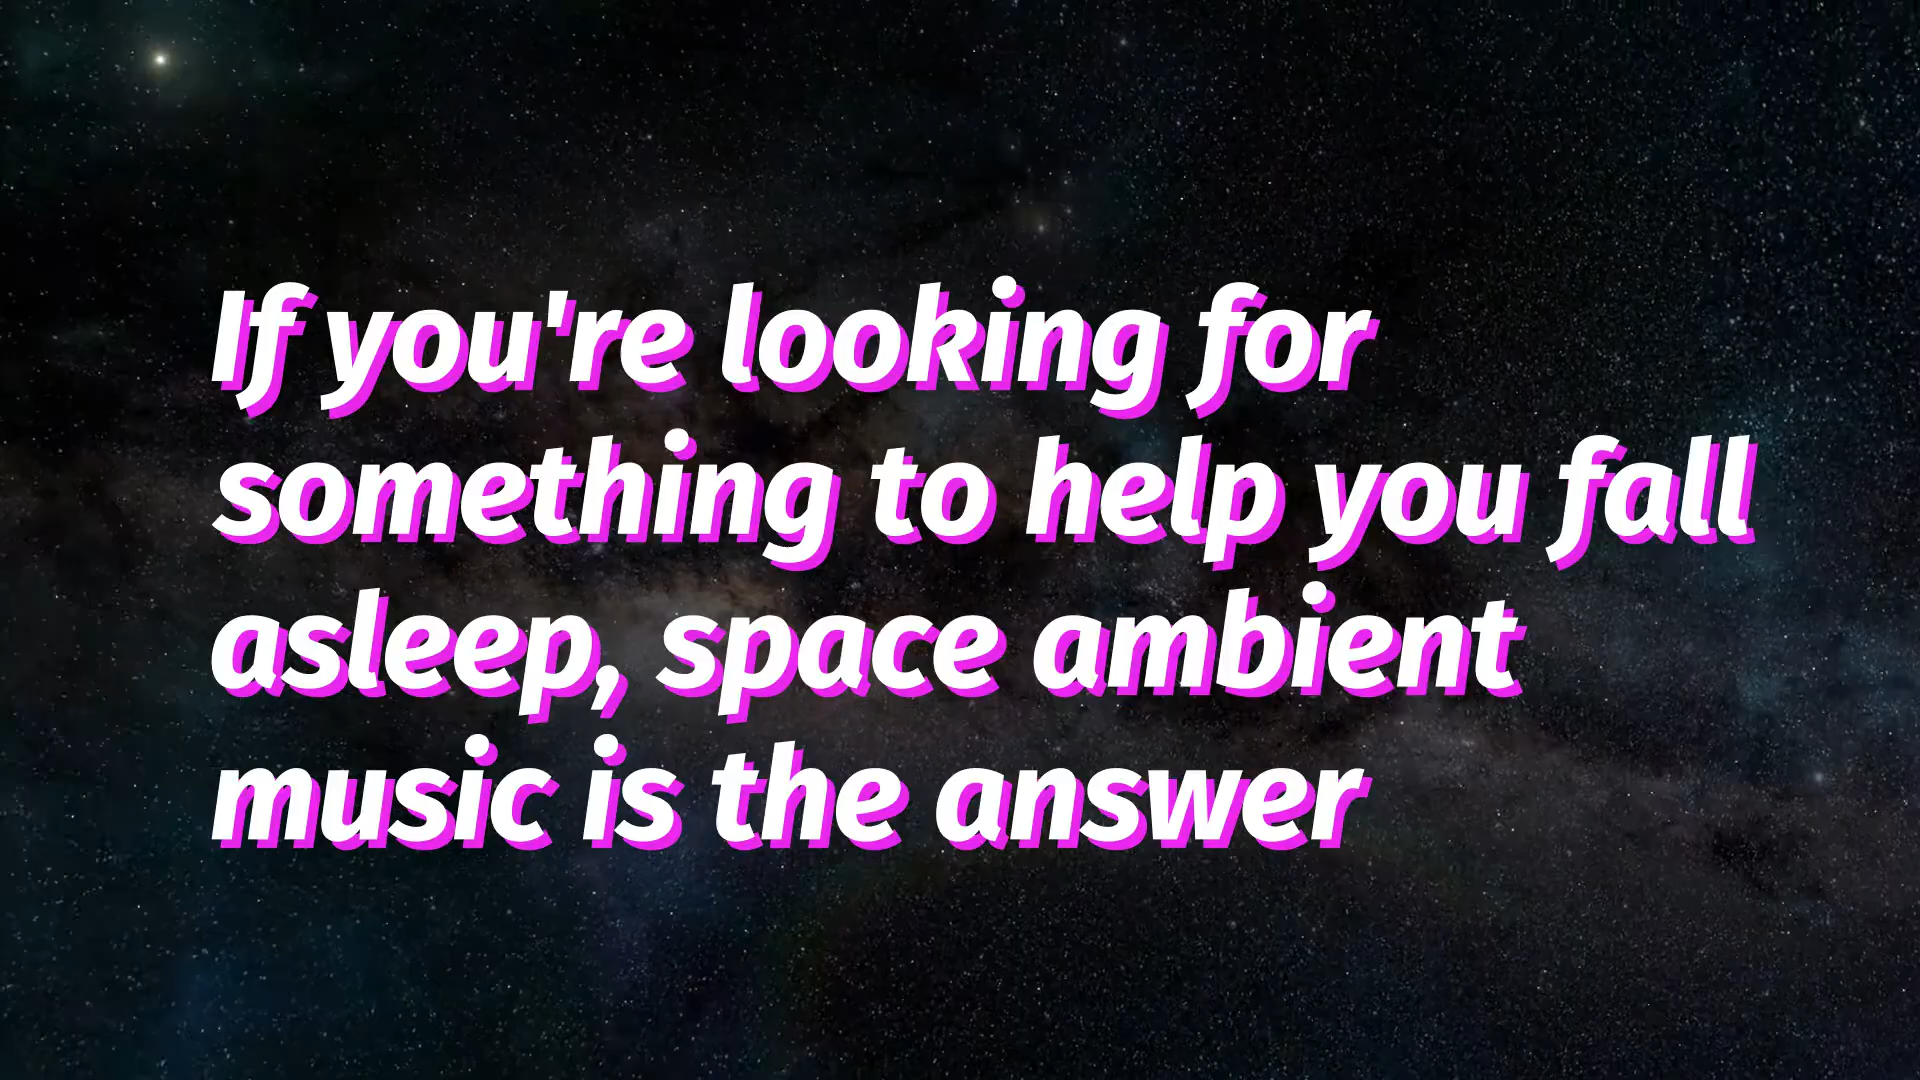 If you're looking for
something to help you fall
asleep, space ambient
music is the answer